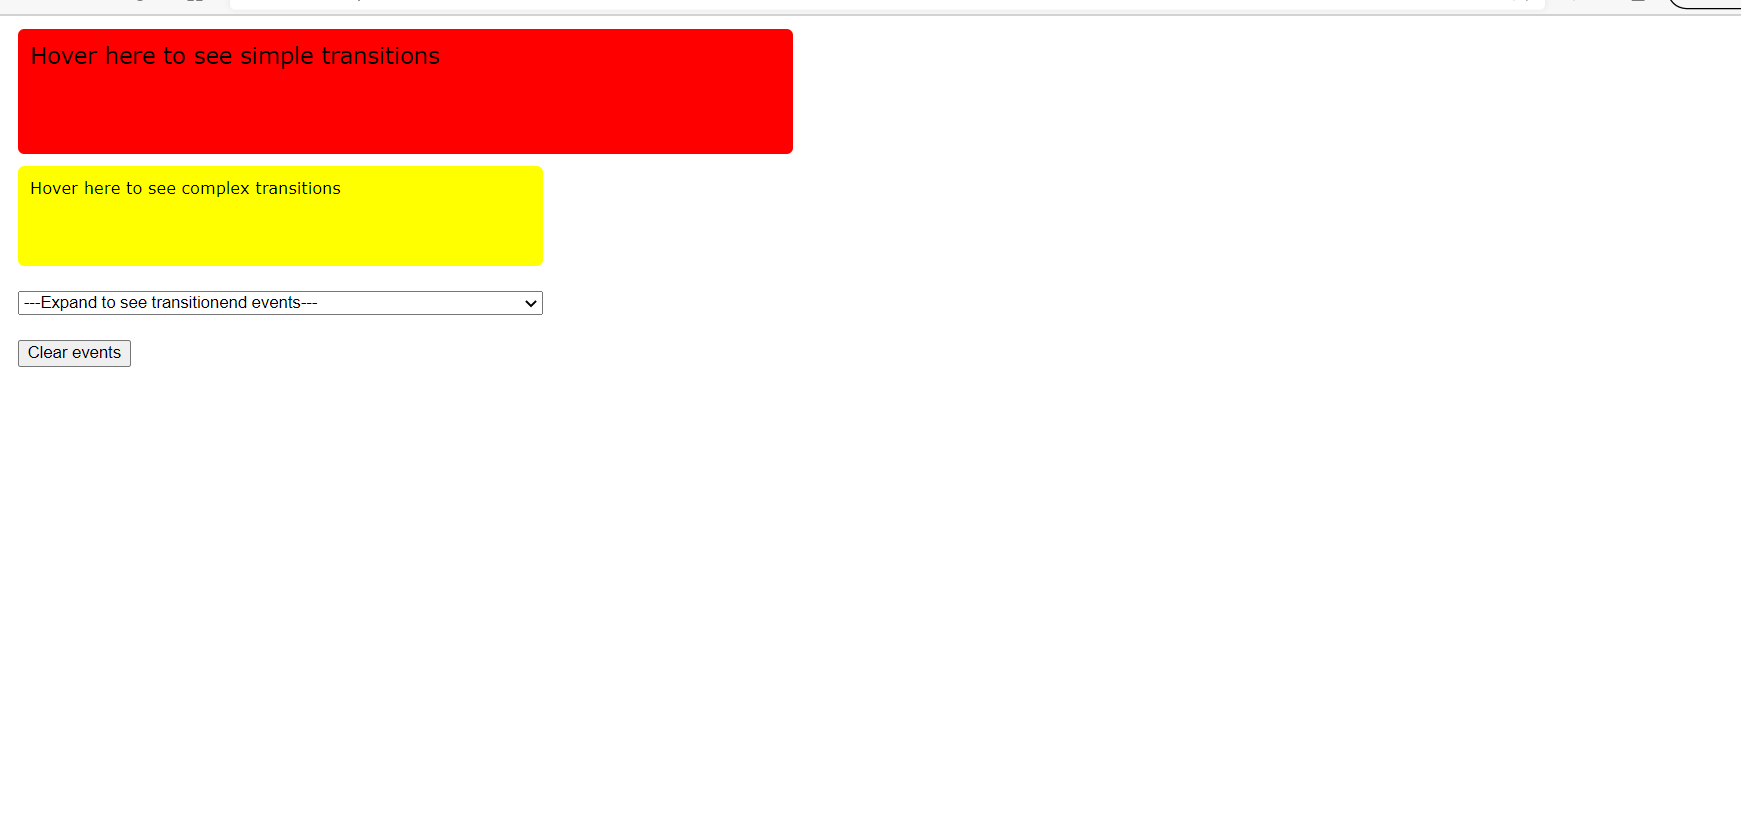 Hover here to see simple transitions
Hover here to see complex transitions
---Expand to see transitionend events---
Clear events